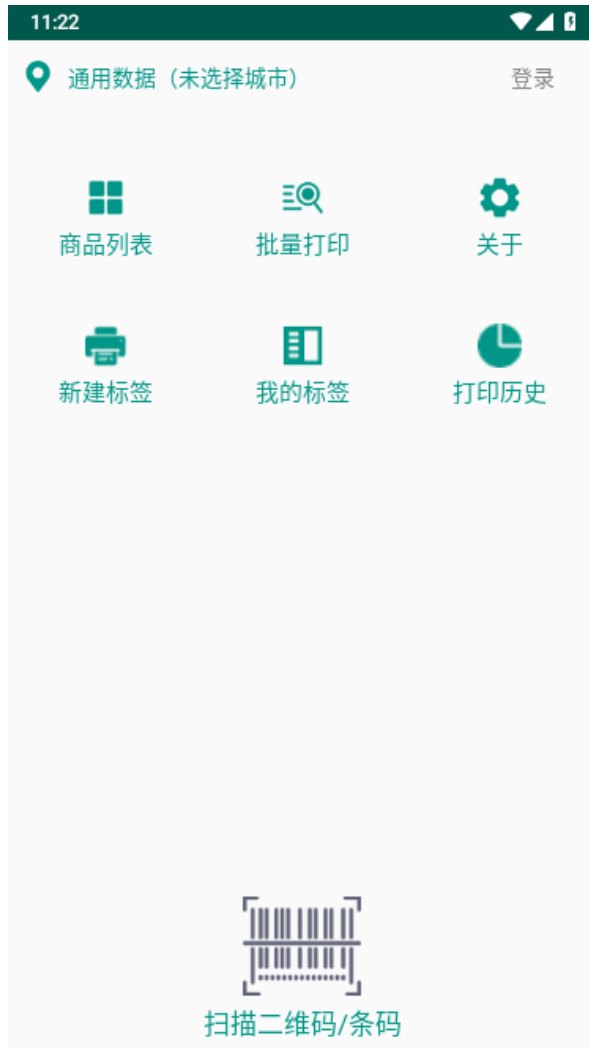 11:22
通用数据（未选择城市） 登录
商品列表 批量打印 关于
新建标签 我的标签 打印历史
扫描二维码/条码